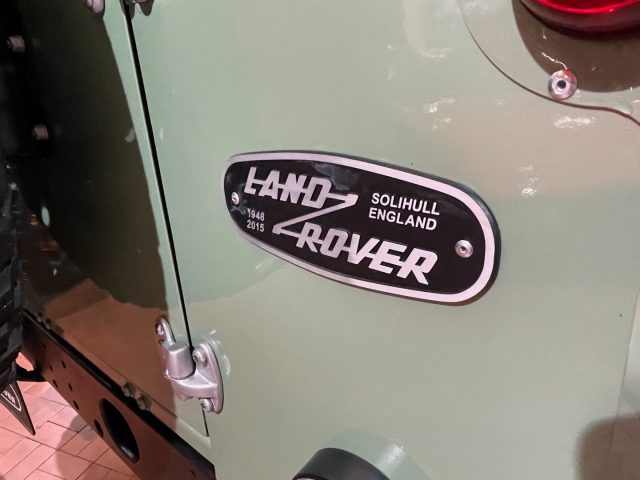 LAND
ROVER
1948
2015
SOLIHULL
ENGLAND